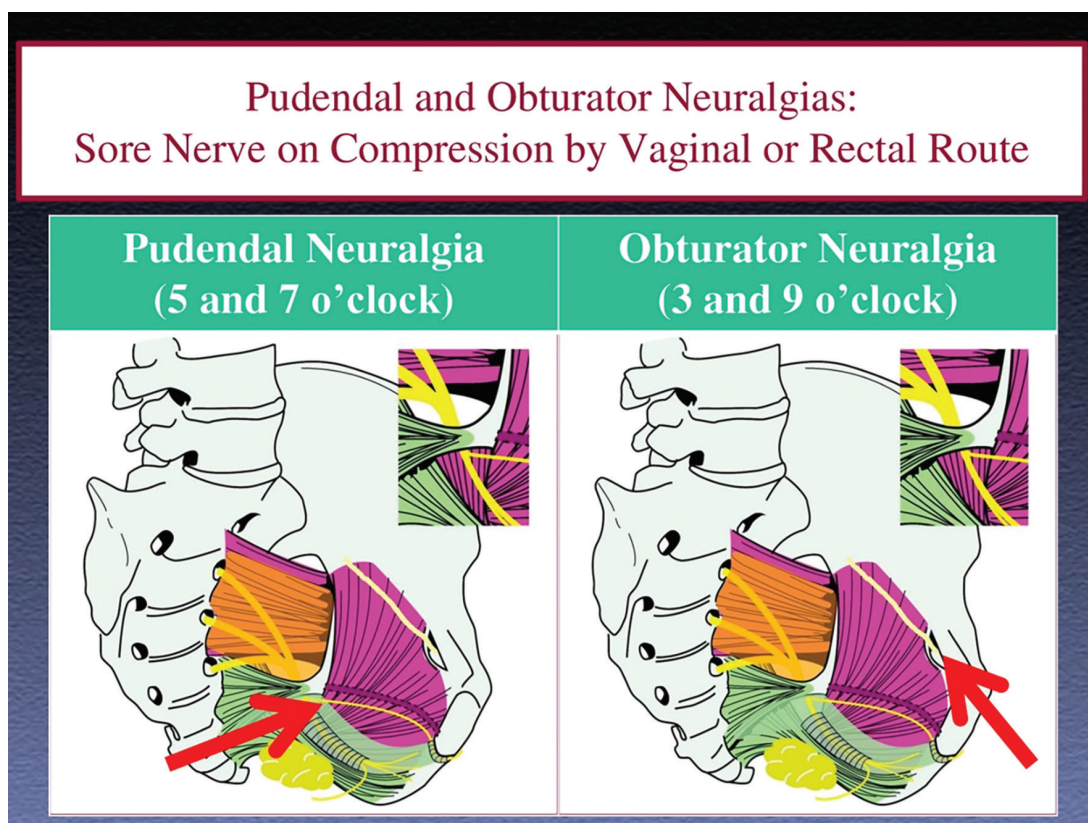 Pudendal and Obturator Neuralgias:
Sore Nerve on Compression by Vaginal or Rectal Route
Pudendal Neuralgia
(5 and 7 o’clock)
Obturator Neuralgia
(3 and 9 o’clock)